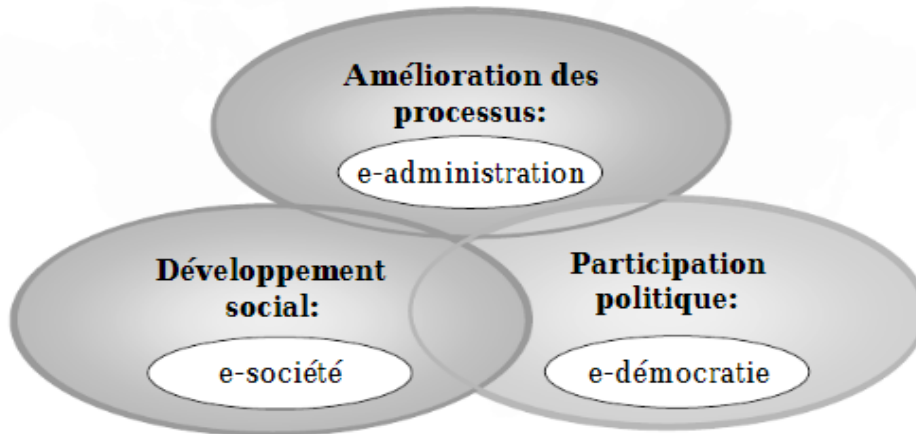 Amélioration des
processus:
e-administration
Développement
social:
e-société
Participation
politique:
e-démocratie